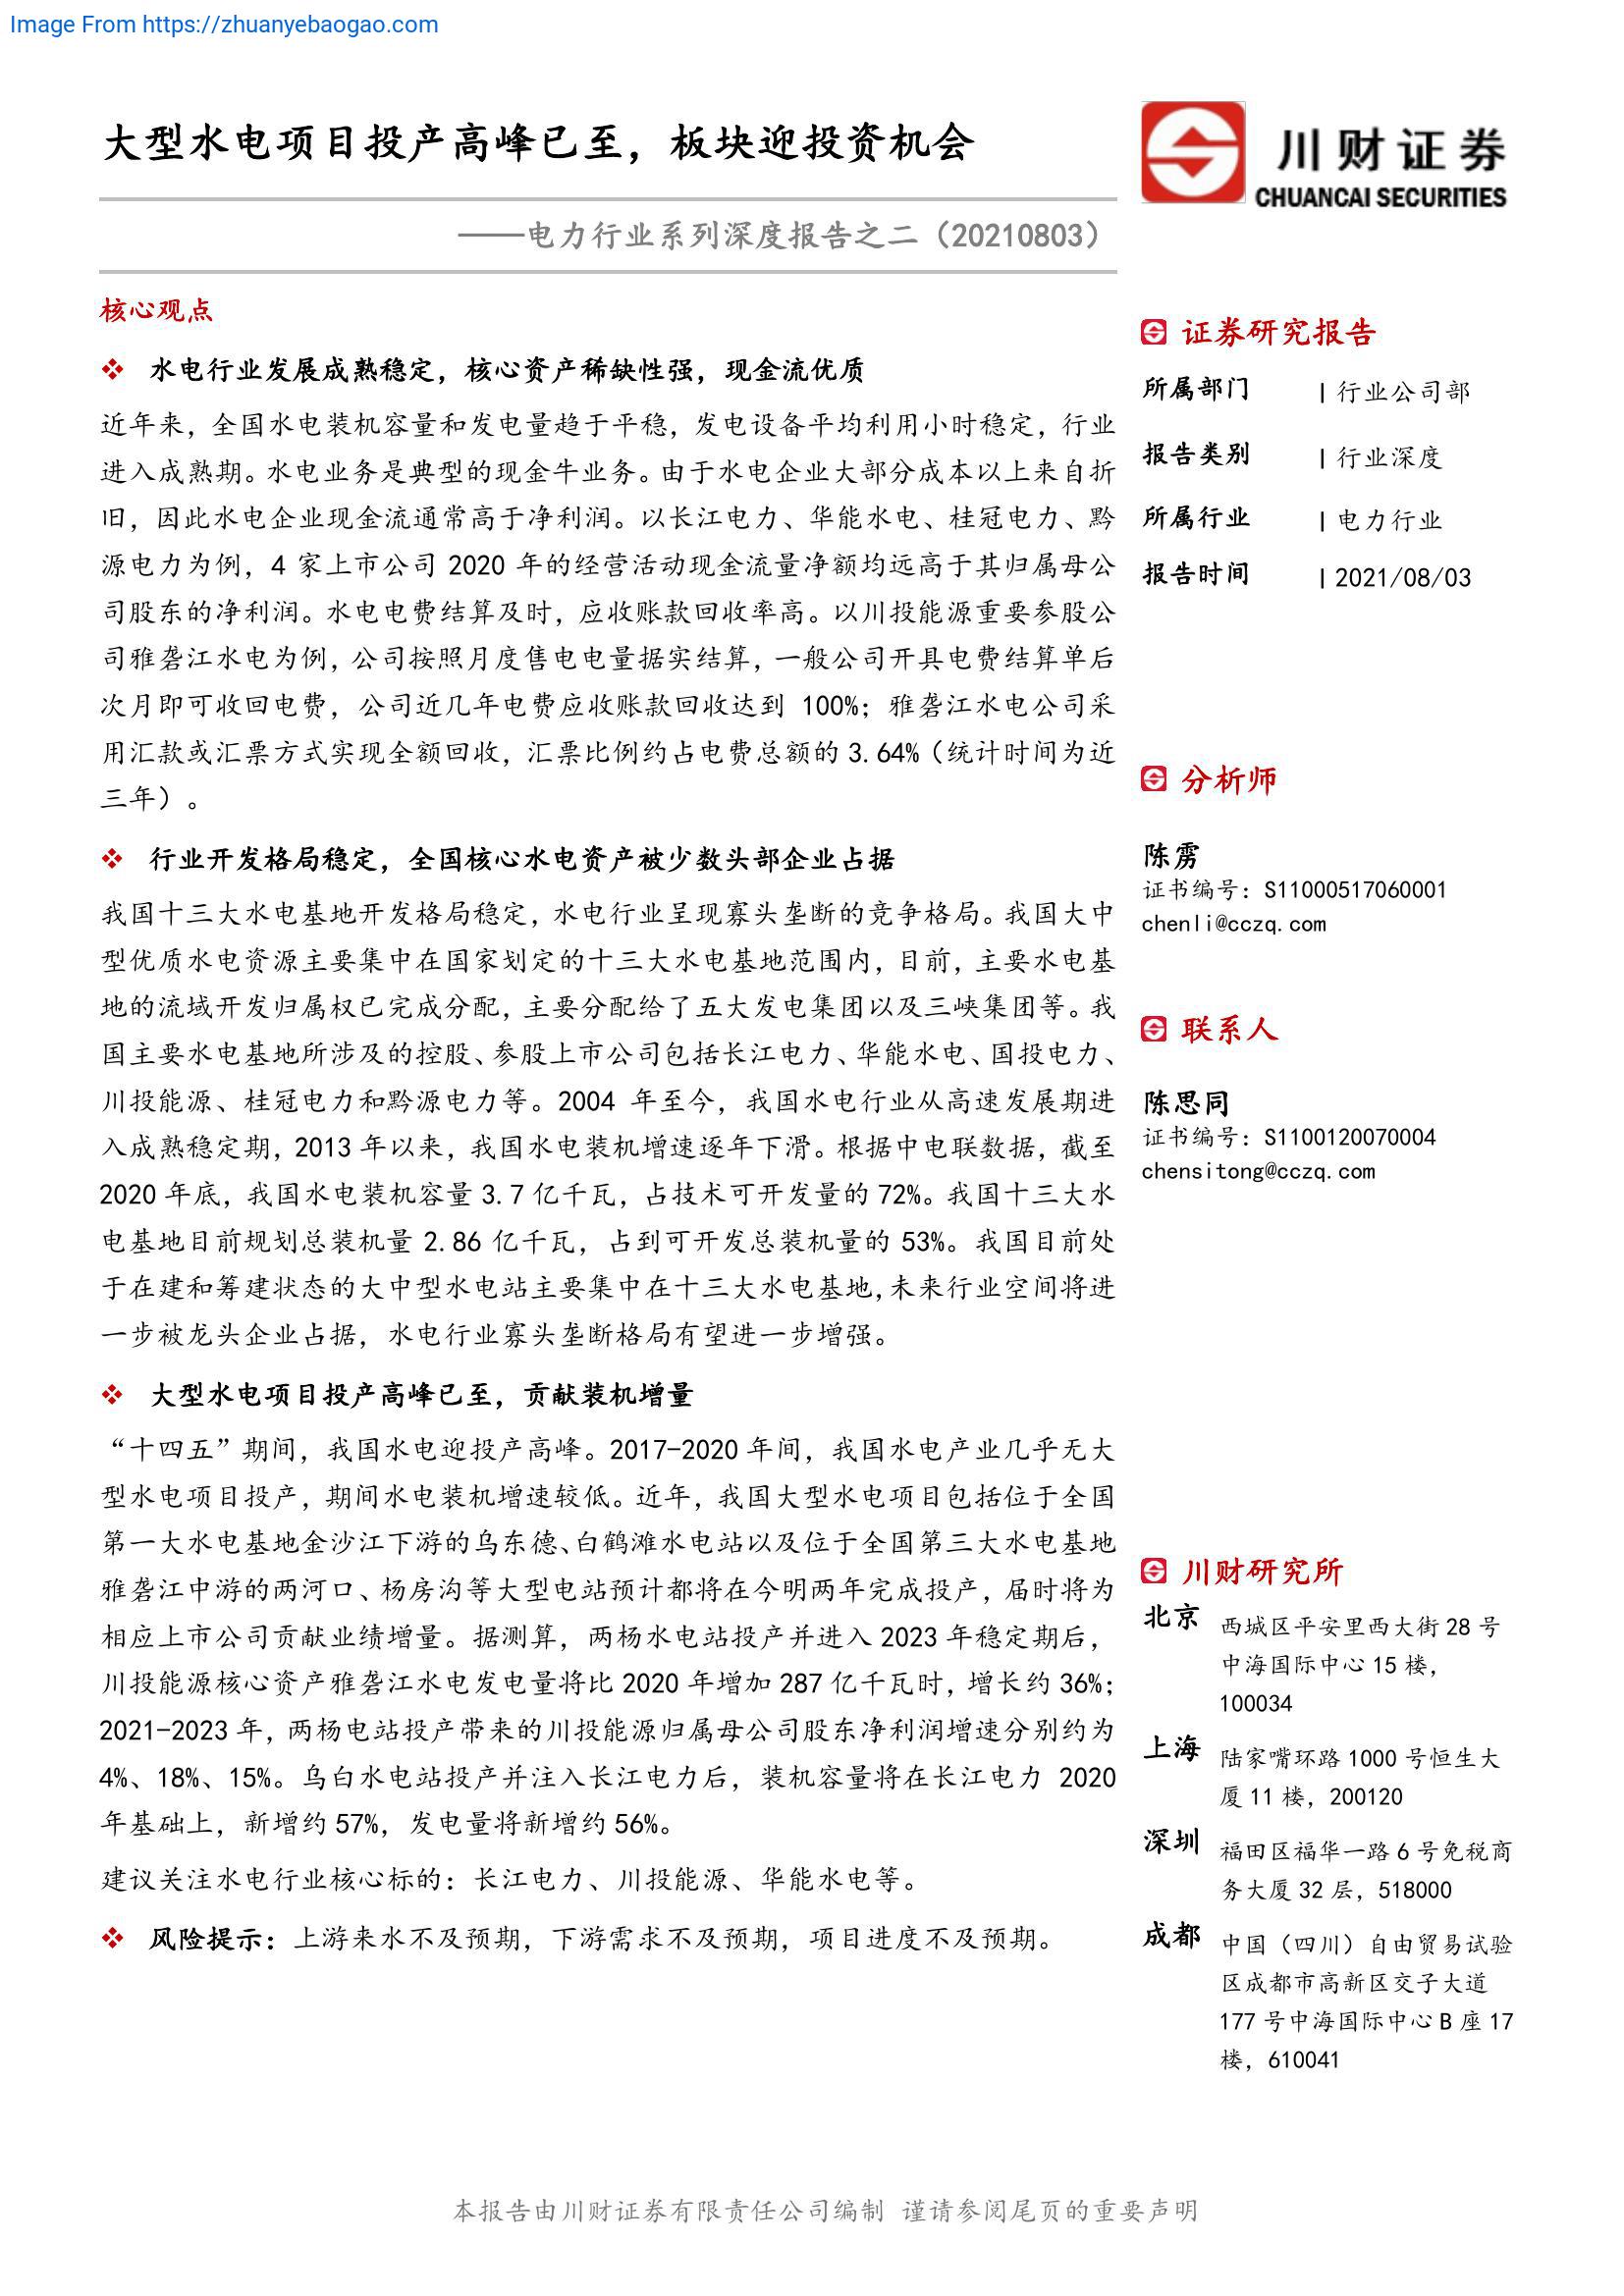 Image From https://zhuanyebaogao.com
大型水电项目投产高峰已至，板块迎投资机会
川财证券
CHUANCAI SECURITIES
——电力行业系列深度报告之二（20210803）
核心观点
❖ 水电行业发展成熟稳定，核心资产稀缺性强，现金流优质
近年来，全国水电装机容量和发电量趋于平稳，发电设备平均利用小时稳定，行业
进入成熟期。水电业务是典型的现金牛业务。由于水电企业大部分成本以上来自折
旧，因此水电企业现金流通常高于净利润。以长江电力、华能水电、桂冠电力、黔
源电力为例，4 家上市公司 2020 年的经营活动现金流量净额均远高于其归属母公
司股东的净利润。水电电费结算及时，应收账款回收率高。以川投能源重要参股公
司雅砻江水电为例，公司按照月度售电电量据实结算，一般公司开具电费结算单后
次月即可收回电费，公司近几年电费应收账款回收达到 100%；雅砻江水电公司采
用汇款或汇票方式实现全额回收，汇票比例约占电费总额的 3.64%（统计时间为近
三年）。
❖ 行业开发格局稳定，全国核心水电资产被少数头部企业占据
我国十三大水电基地开发格局稳定，水电行业呈现寡头垄断的竞争格局。我国大中
型优质水电资源主要集中在国家划定的十三大水电基地范围内，目前，主要水电基
地的流域开发归属权已完成分配，主要分配给了五大发电集团以及三峡集团等。我
国主要水电基地所涉及的控股、参股上市公司包括长江电力、华能水电、国投电力、
川投能源、桂冠电力和黔源电力等。2004 年至今，我国水电行业从高速发展期进
入成熟稳定期，2013 年以来，我国水电装机增速逐年下滑。根据中电联数据，截至
2020 年底，我国水电装机容量 3.7 亿千瓦，占技术可开发量的 72%。我国十三大水
电基地目前规划总装机量 2.86 亿千瓦，占到可开发总装机量的 53%。我国目前处
于在建和筹建状态的大中型水电站主要集中在十三大水电基地，未来行业空间将进
一步被龙头企业占据，水电行业寡头垄断格局有望进一步增强。
❖ 大型水电项目投产高峰已至，贡献装机增量
“十四五”期间，我国水电迎投产高峰。2017-2020 年间，我国水电产业几乎无大
型水电项目投产，期间水电装机增速较低。近年，我国大型水电项目包括位于全国
第一大水电基地金沙江下游的乌东德、白鹤滩水电站以及位于全国第三大水电基地
雅砻江中游的两河口、杨房沟等大型电站预计都将在今明两年完成投产，届时将为
相应上市公司贡献业绩增量。据测算，两杨水电站投产并进入 2023 年稳定期后，
川投能源核心资产雅砻江水电发电量将比 2020 年增加 287 亿千瓦时，增长约 36%；
2021-2023 年，两杨电站投产带来的川投能源归属母公司股东净利润增速分别约为
4%、18%、15%。乌白水电站投产并注入长江电力后，装机容量将在长江电力 2020
年基础上，新增约 57%，发电量将新增约 56%。
建议关注水电行业核心标的：长江电力、川投能源、华能水电等。
❖ 风险提示：上游来水不及预期，下游需求不及预期，项目进度不及预期。
证券研究报告
所属部门 | 行业公司部
报告类别 | 行业深度
所属行业 | 电力行业
报告时间 | 2021/08/03
分析师
陈雳
证书编号：S11000517060001
chenli@cczq.com
联系人
陈思同
证书编号：S1100120070004
chensitong@cczq.com
川财研究所
北京 西城区平安里西大街 28 号
中海国际中心 15 楼，
100034
上海 陆家嘴环路 1000 号恒生大
厦 11 楼，200120
深圳 福田区福华一路 6 号免税商
务大厦 32 层，518000
成都 中国（四川）自由贸易试验
区成都市高新区交子大道
177 号中海国际中心 B 座 17
楼，610041
本报告由川财证券有限责任公司编制 谨请参阅尾页的重要声明